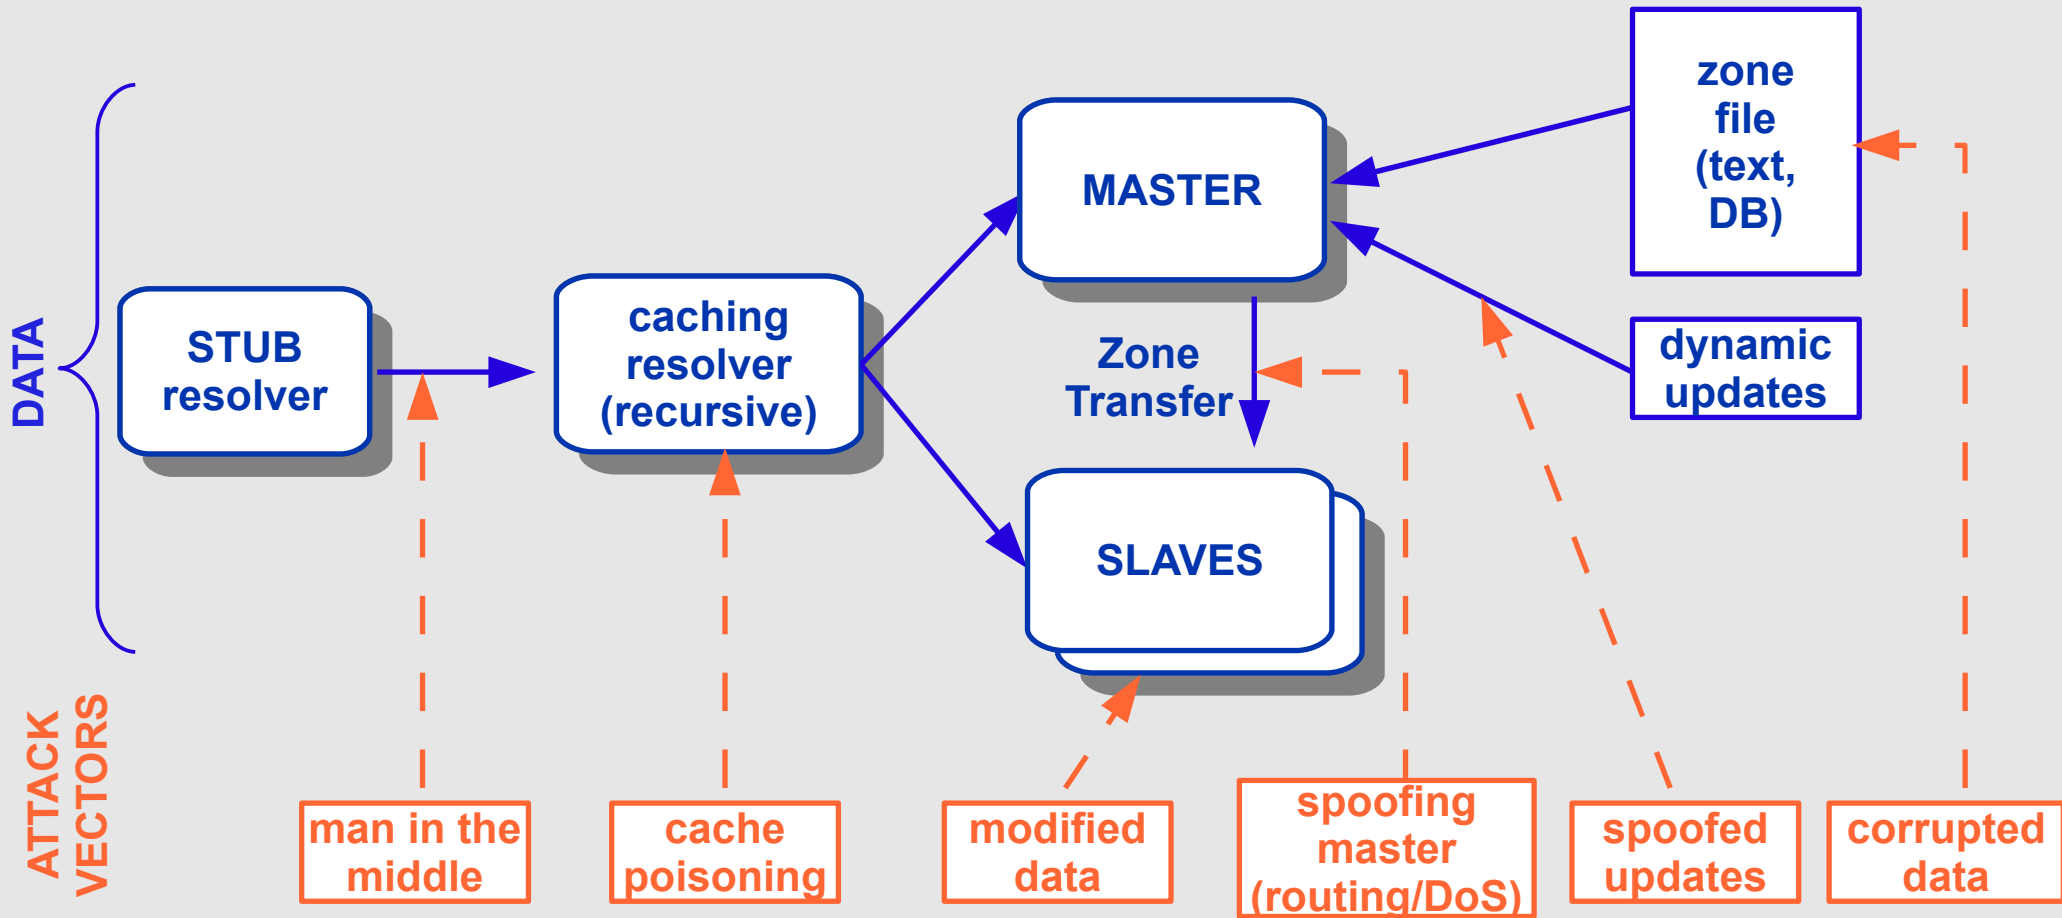 zone
file
(text,
DB)
MASTER
DATA
STUB
resolver
caching
resolver
(recursive)
Zone
Transfer
dynamic
updates
SLAVES
ATTACK
VECTORS
man in the
middle
cache
poisoning
modified
data
spoofing
master
(routing/DoS)
spoofed
updates
corrupted
data